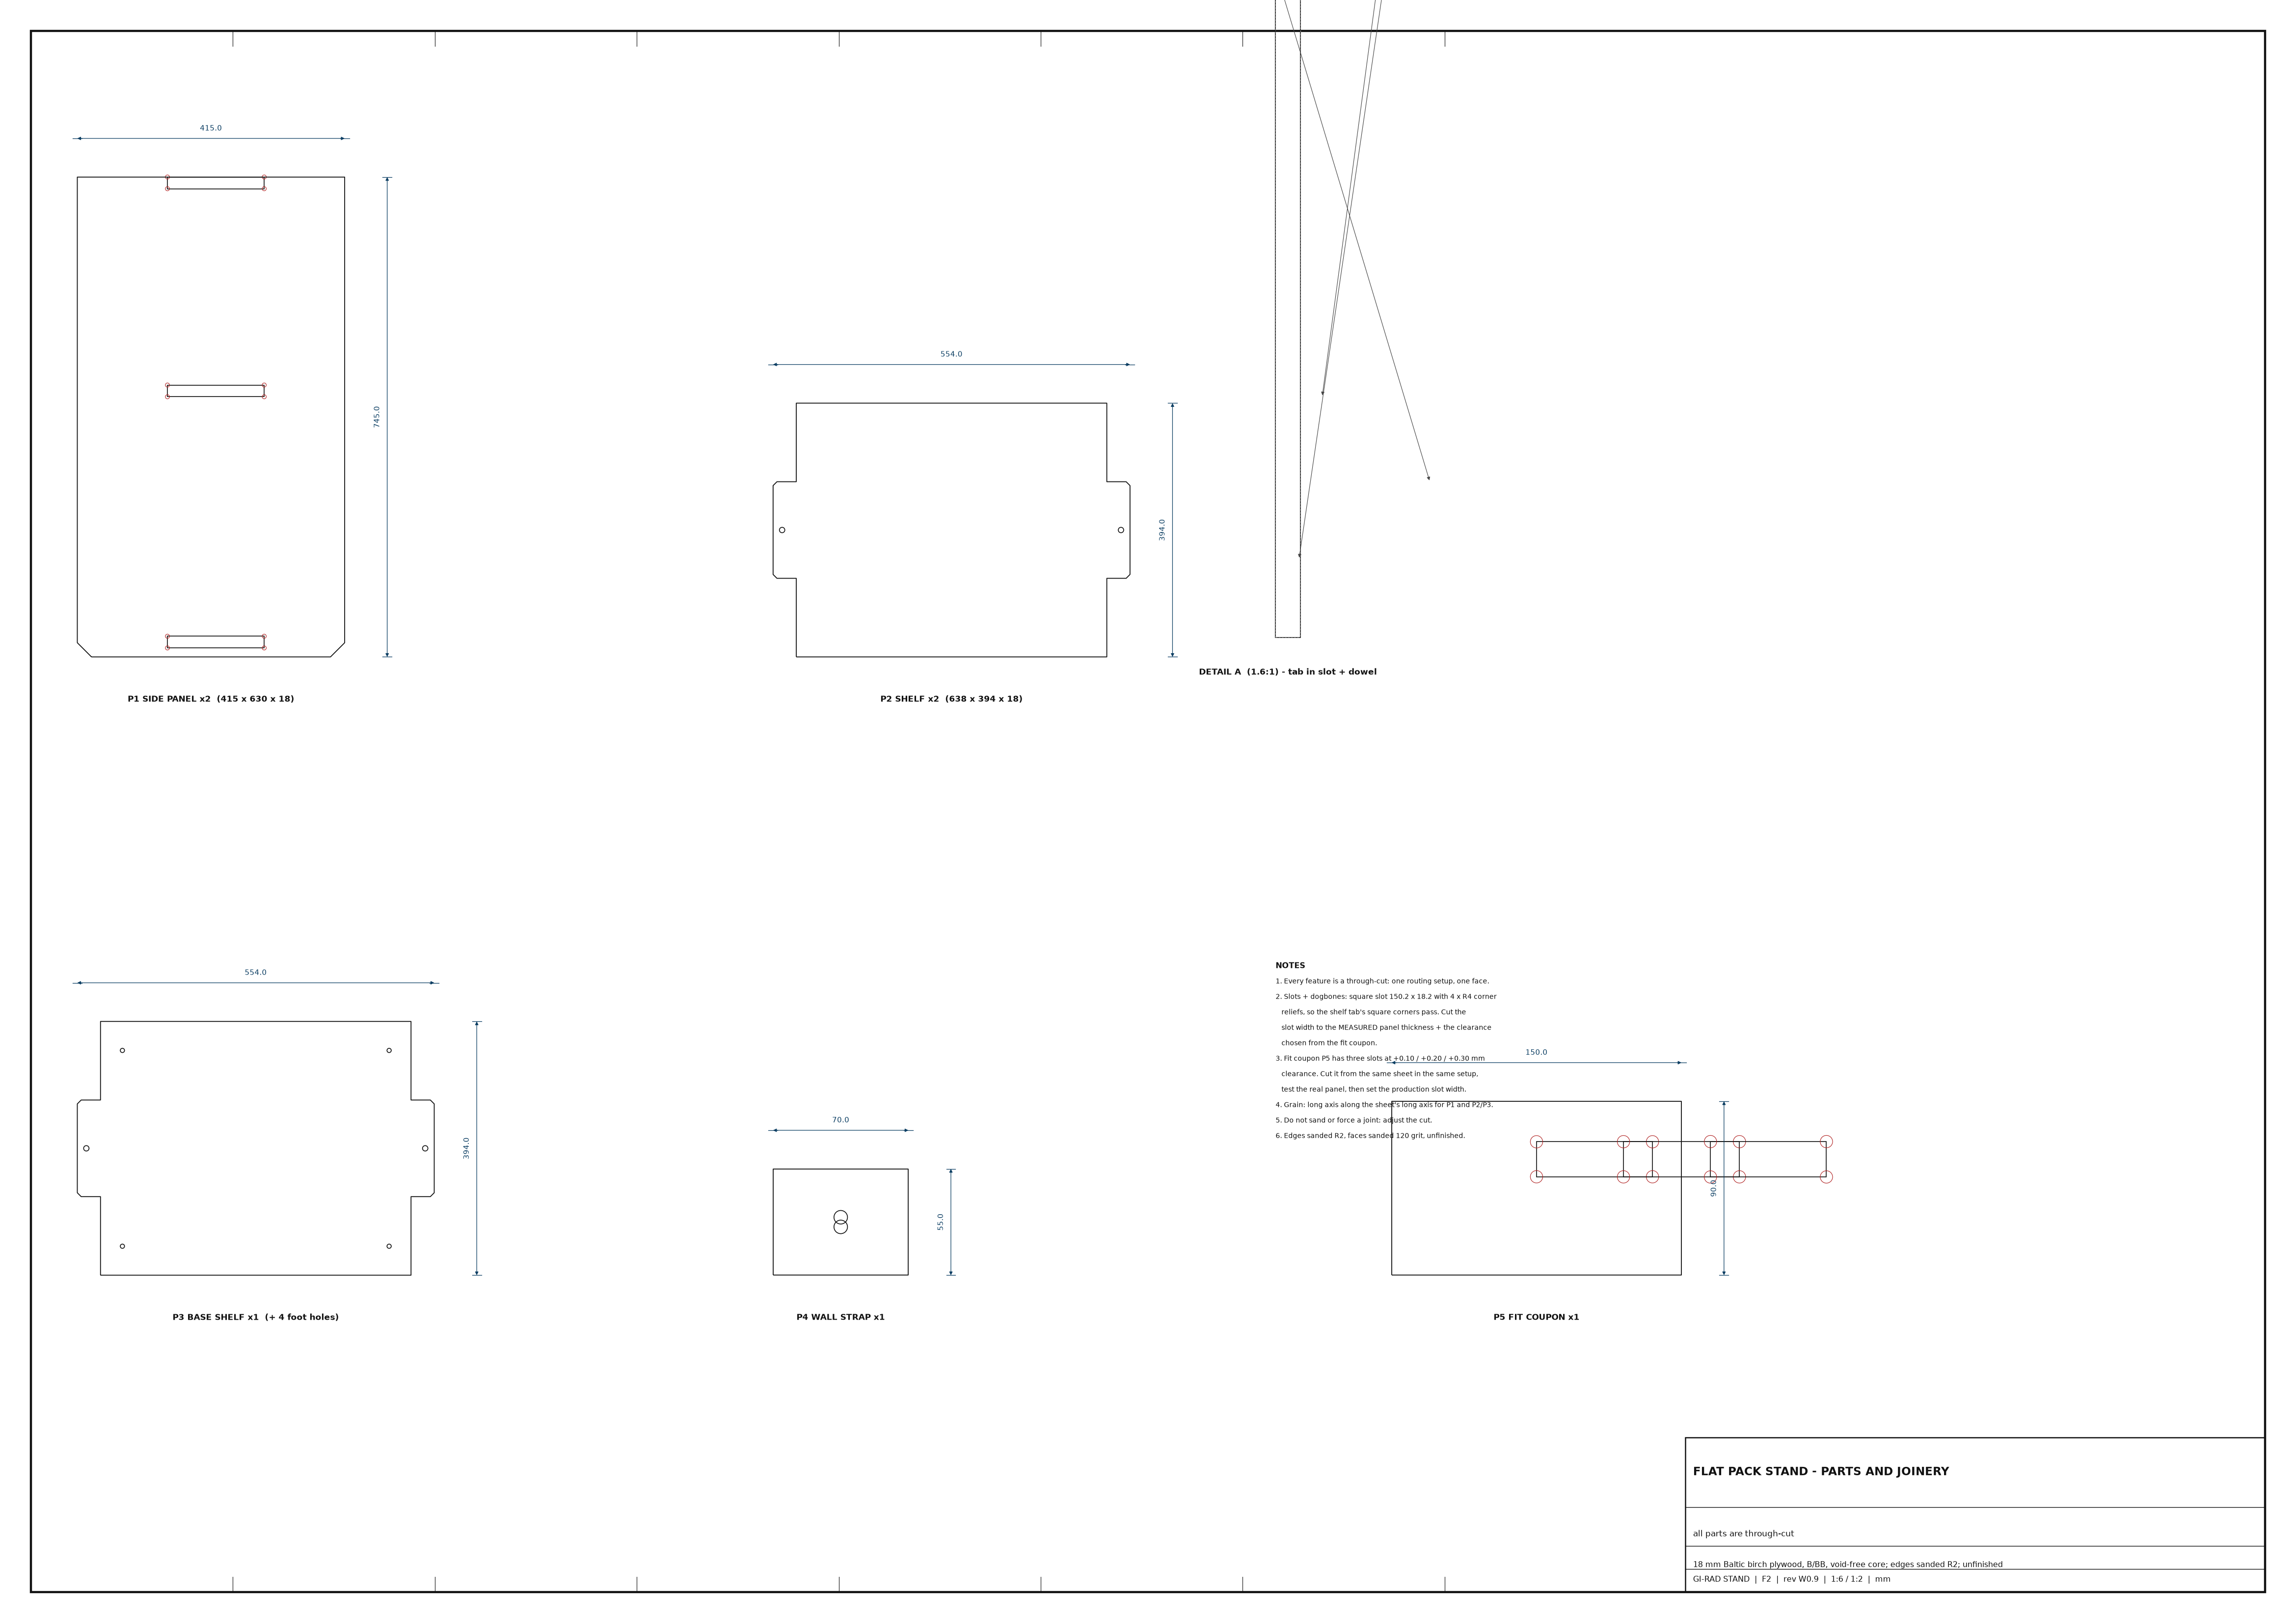 415.0
745.0
P1 SIDE PANEL x2  (415 x 630 x 18)
554.0
394.0
P2 SHELF x2  (638 x 394 x 18)
DETAIL A  (1.6:1) - tab in slot + dowel
554.0
394.0
P3 BASE SHELF x1  (+ 4 foot holes)
70.0
55.0
P4 WALL STRAP x1
NOTES
1. Every feature is a through-cut: one routing setup, one face.
2. Slots + dogbones: square slot 150.2 x 18.2 with 4 x R4 corner
reliefs, so the shelf tab's square corners pass. Cut the
slot width to the MEASURED panel thickness + the clearance
chosen from the fit coupon.
3. Fit coupon P5 has three slots at +0.10 / +0.20 / +0.30 mm
clearance. Cut it from the same sheet in the same setup,
test the real panel, then set the production slot width.
4. Grain: long axis along the sheet's long axis for P1 and P2/P3.
5. Do not sand or force a joint: adjust the cut.
6. Edges sanded R2, faces sanded 120 grit, unfinished.
150.0
90.0
P5 FIT COUPON x1
FLAT PACK STAND - PARTS AND JOINERY
all parts are through-cut
18 mm Baltic birch plywood, B/BB, void-free core; edges sanded R2; unfinished
GI-RAD STAND  |  F2  |  rev W0.9  |  1:6 / 1:2  |  mm